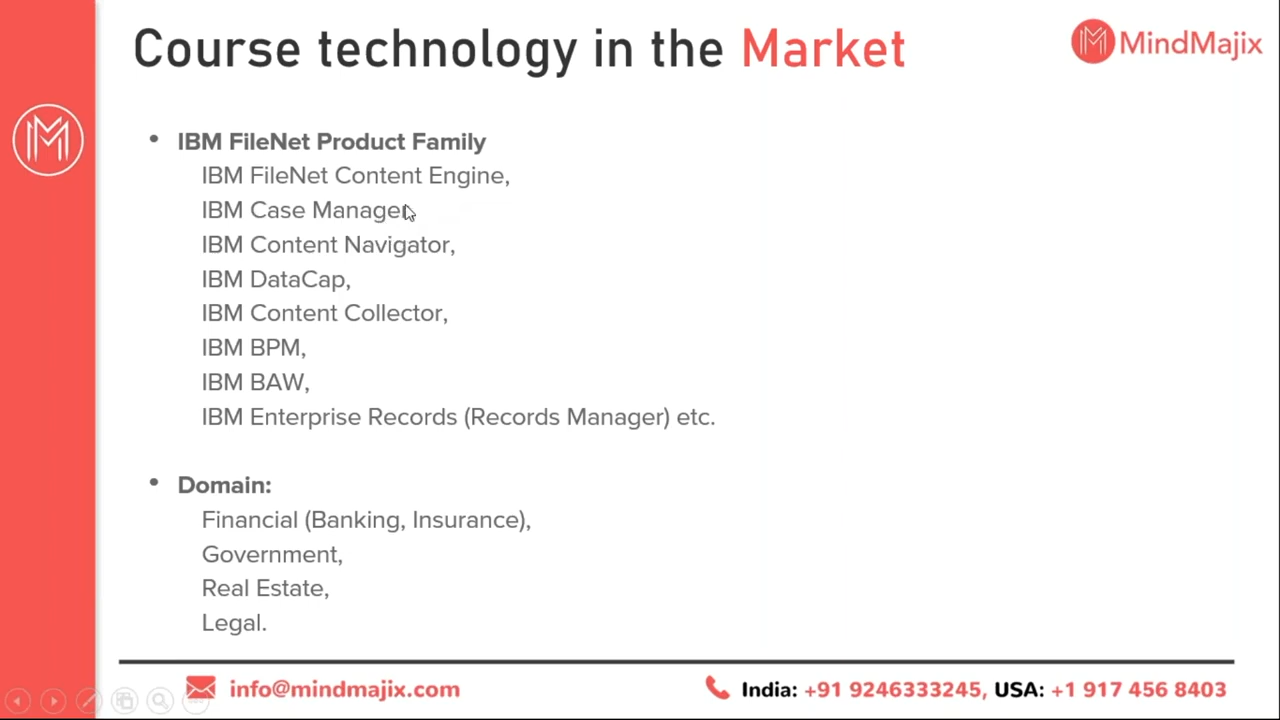 Course technology in the Market
MindMajix
• IBM FileNet Product Family
IBM FileNet Content Engine,
IBM Case Manager
IBM Content Navigator,
IBM DataCap,
IBM Content Collector,
IBM BPM,
IBM BAW,
IBM Enterprise Records (Records Manager) etc.
• Domain:
Financial (Banking, Insurance),
Government,
Real Estate,
Legal.
info@mindmajix.com
India: +91 9246333245, USA: +1 917 456 8403